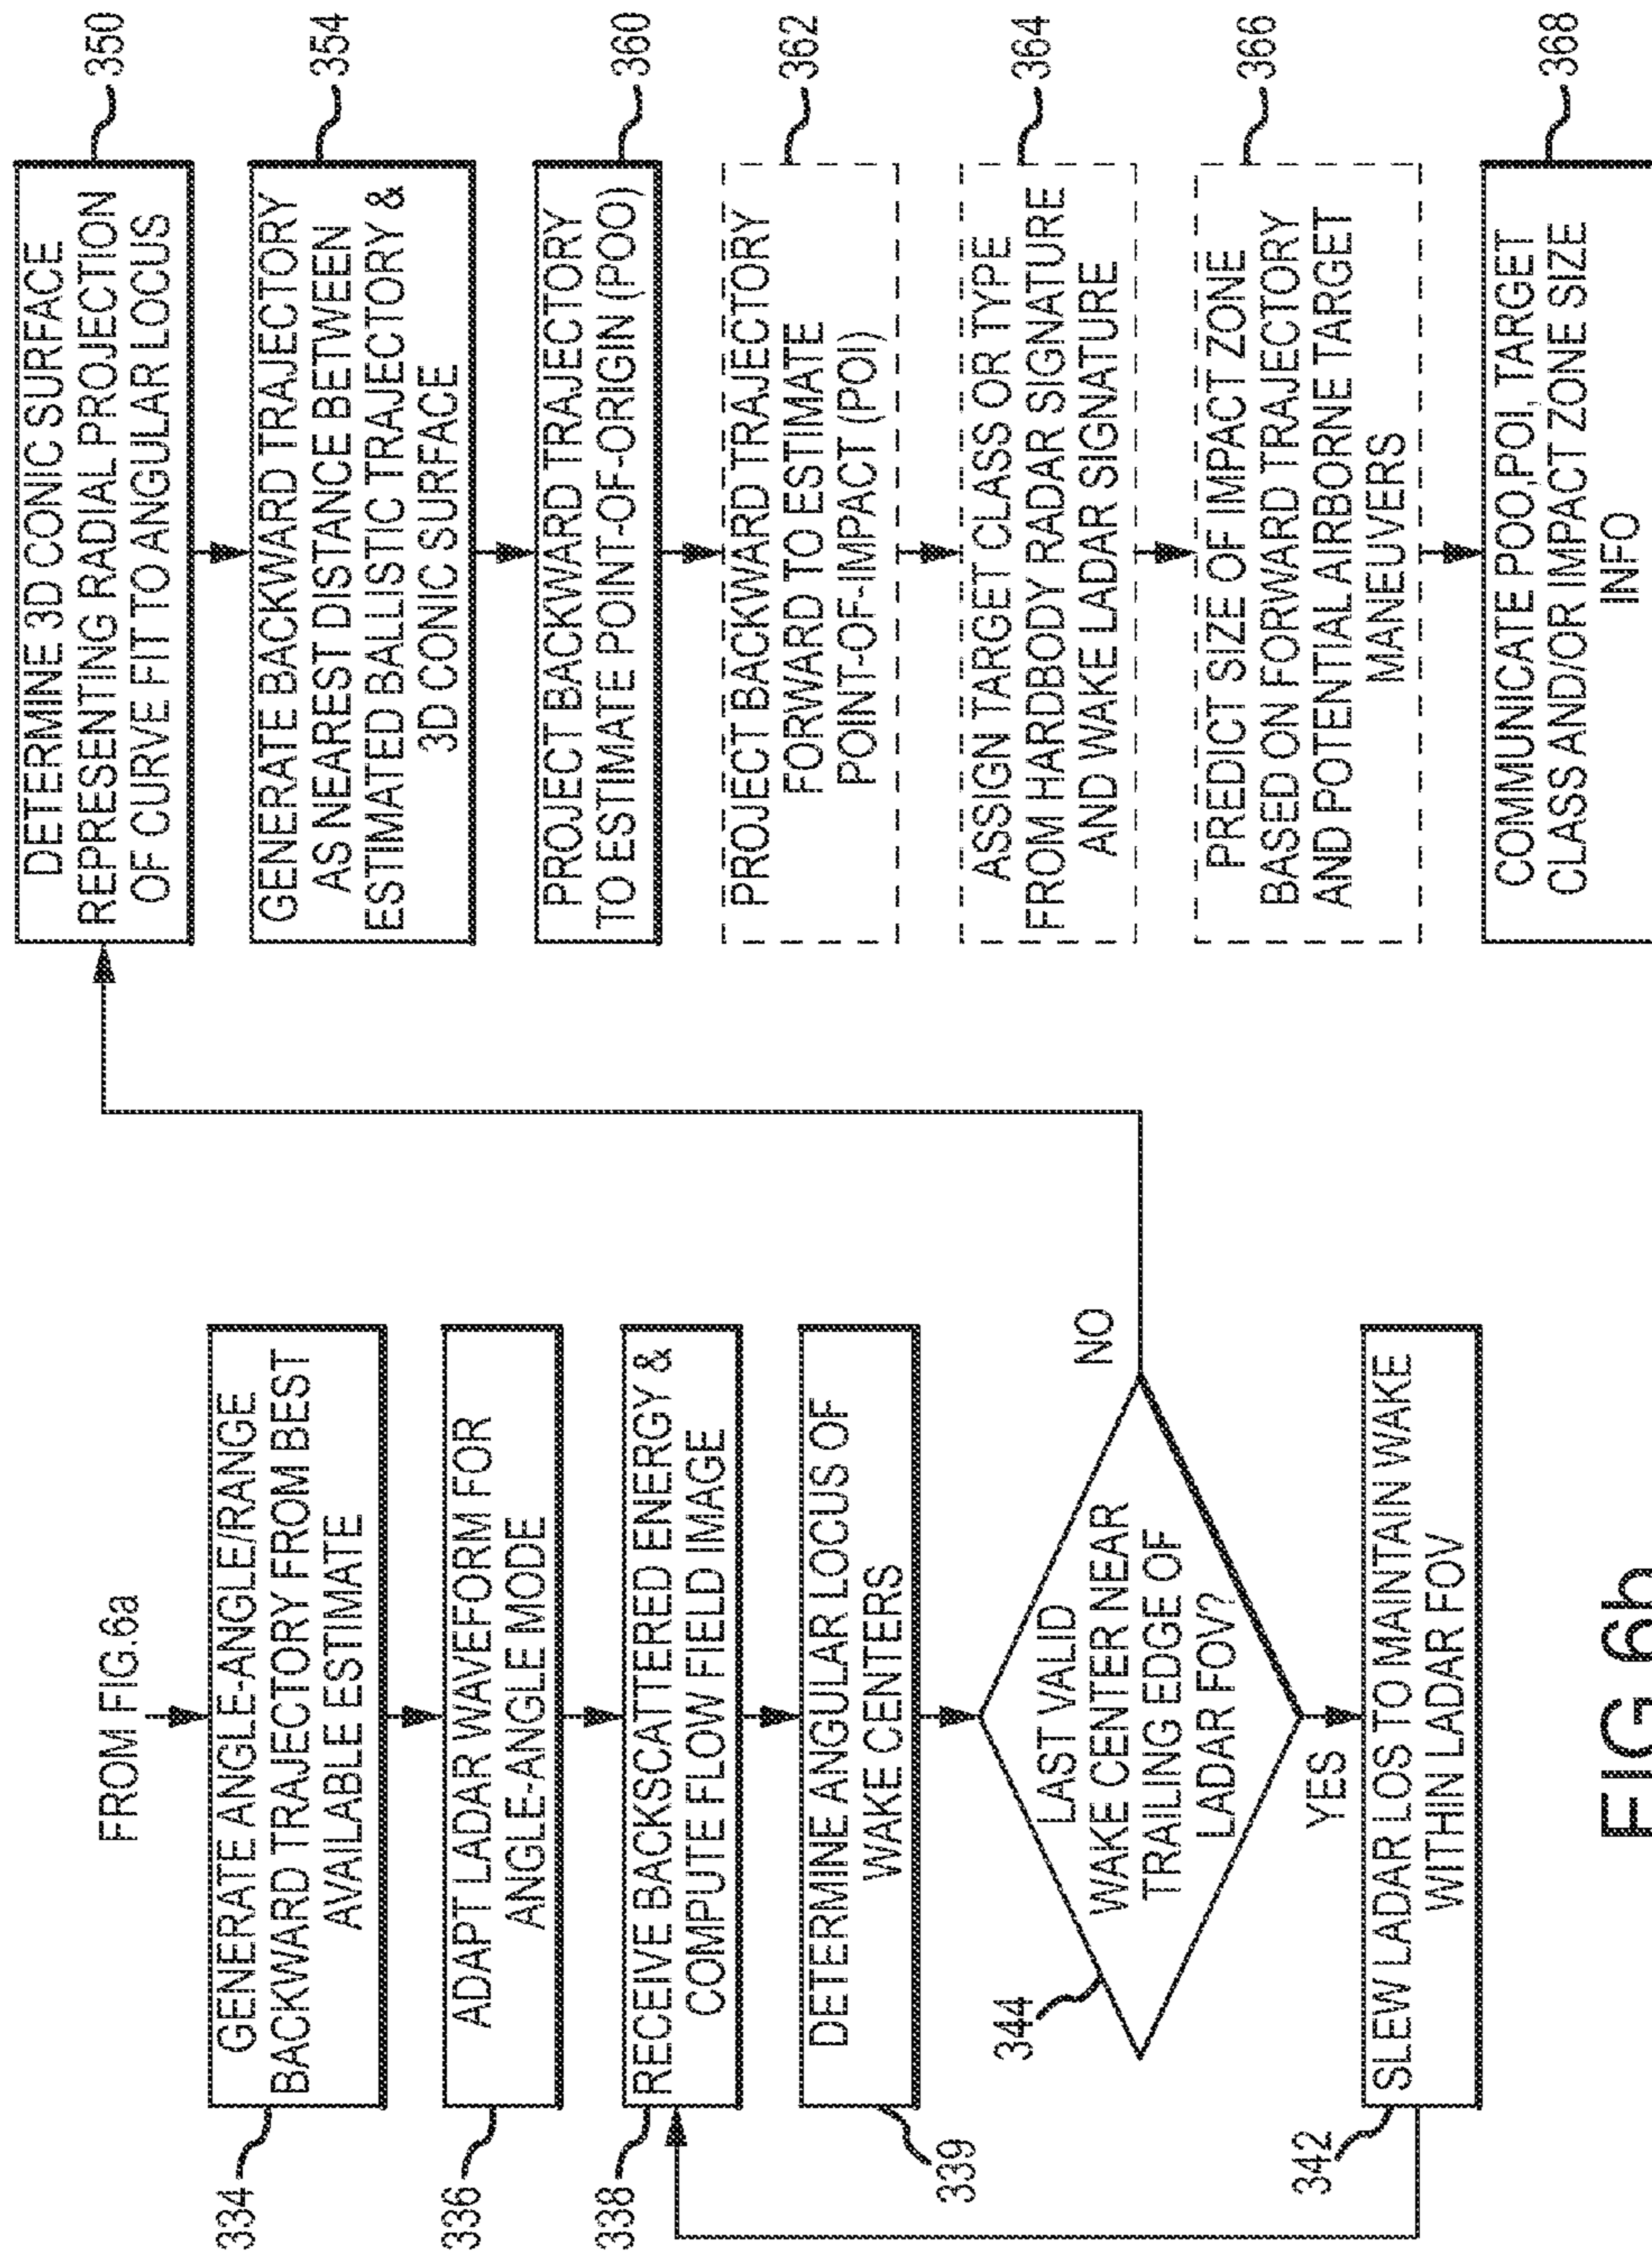 FROM FIG.6a
334
GENERATE ANGLE-ANGLE/RANGE
BACKWARD TRAJECTORY FROM BEST
AVAILABLE ESTIMATE
336
ADAPT LADAR WAVEFORM FOR
ANGLE-ANGLE MODE
338
RECEIVE BACKSCATTERED ENERGY &
COMPUTE FLOW FIELD IMAGE
339
DETERMINE ANGULAR LOCUS OF
WAKE CENTERS
344
LAST VALID
WAKE CENTER NEAR
TRAILING EDGE OF
LADAR FOV?
NO
YES
342
SLEW LADAR LOS TO MAINTAIN WAKE
WITHIN LADAR FOV
DETERMINE 3D CONIC SURFACE
REPRESENTING RADIAL PROJECTION
OF CURVE FIT TO ANGULAR LOCUS
350
GENERATE BACKWARD TRAJECTORY
AS NEAREST DISTANCE BETWEEN
ESTIMATED BALLISTIC TRAJECTORY &
3D CONIC SURFACE
354
PROJECT BACKWARD TRAJECTORY
TO ESTIMATE POINT-OF-ORIGIN (POO)
360
PROJECT BACKWARD TRAJECTORY
FORWARD TO ESTIMATE
POINT-OF-IMPACT (POI)
362
ASSIGN TARGET CLASS OR TYPE
FROM HARDBODY RADAR SIGNATURE
AND WAKE LADAR SIGNATURE
364
PREDICT SIZE OF IMPACT ZONE
BASED ON FORWARD TRAJECTORY
AND POTENTIAL AIRBORNE TARGET
MANEUVERS
366
COMMUNICATE POO,POI, TARGET
CLASS AND/OR IMPACT ZONE SIZE
INFO
368
FIG.6b